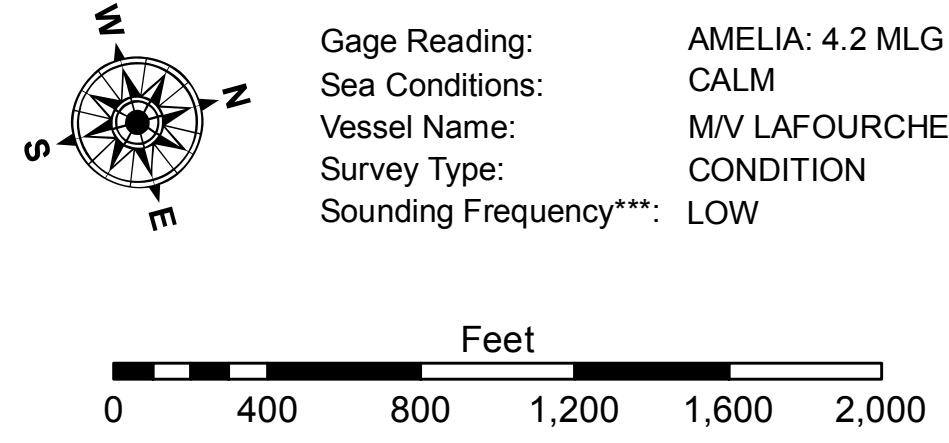 W
N
S
E
Gage Reading: AMELIA: 4.2 MLG
Sea Conditions: CALM
Vessel Name: M/V LAFOURCHE
Survey Type: CONDITION
Sounding Frequency***: LOW
Feet
0 400 800 1,200 1,600 2,000